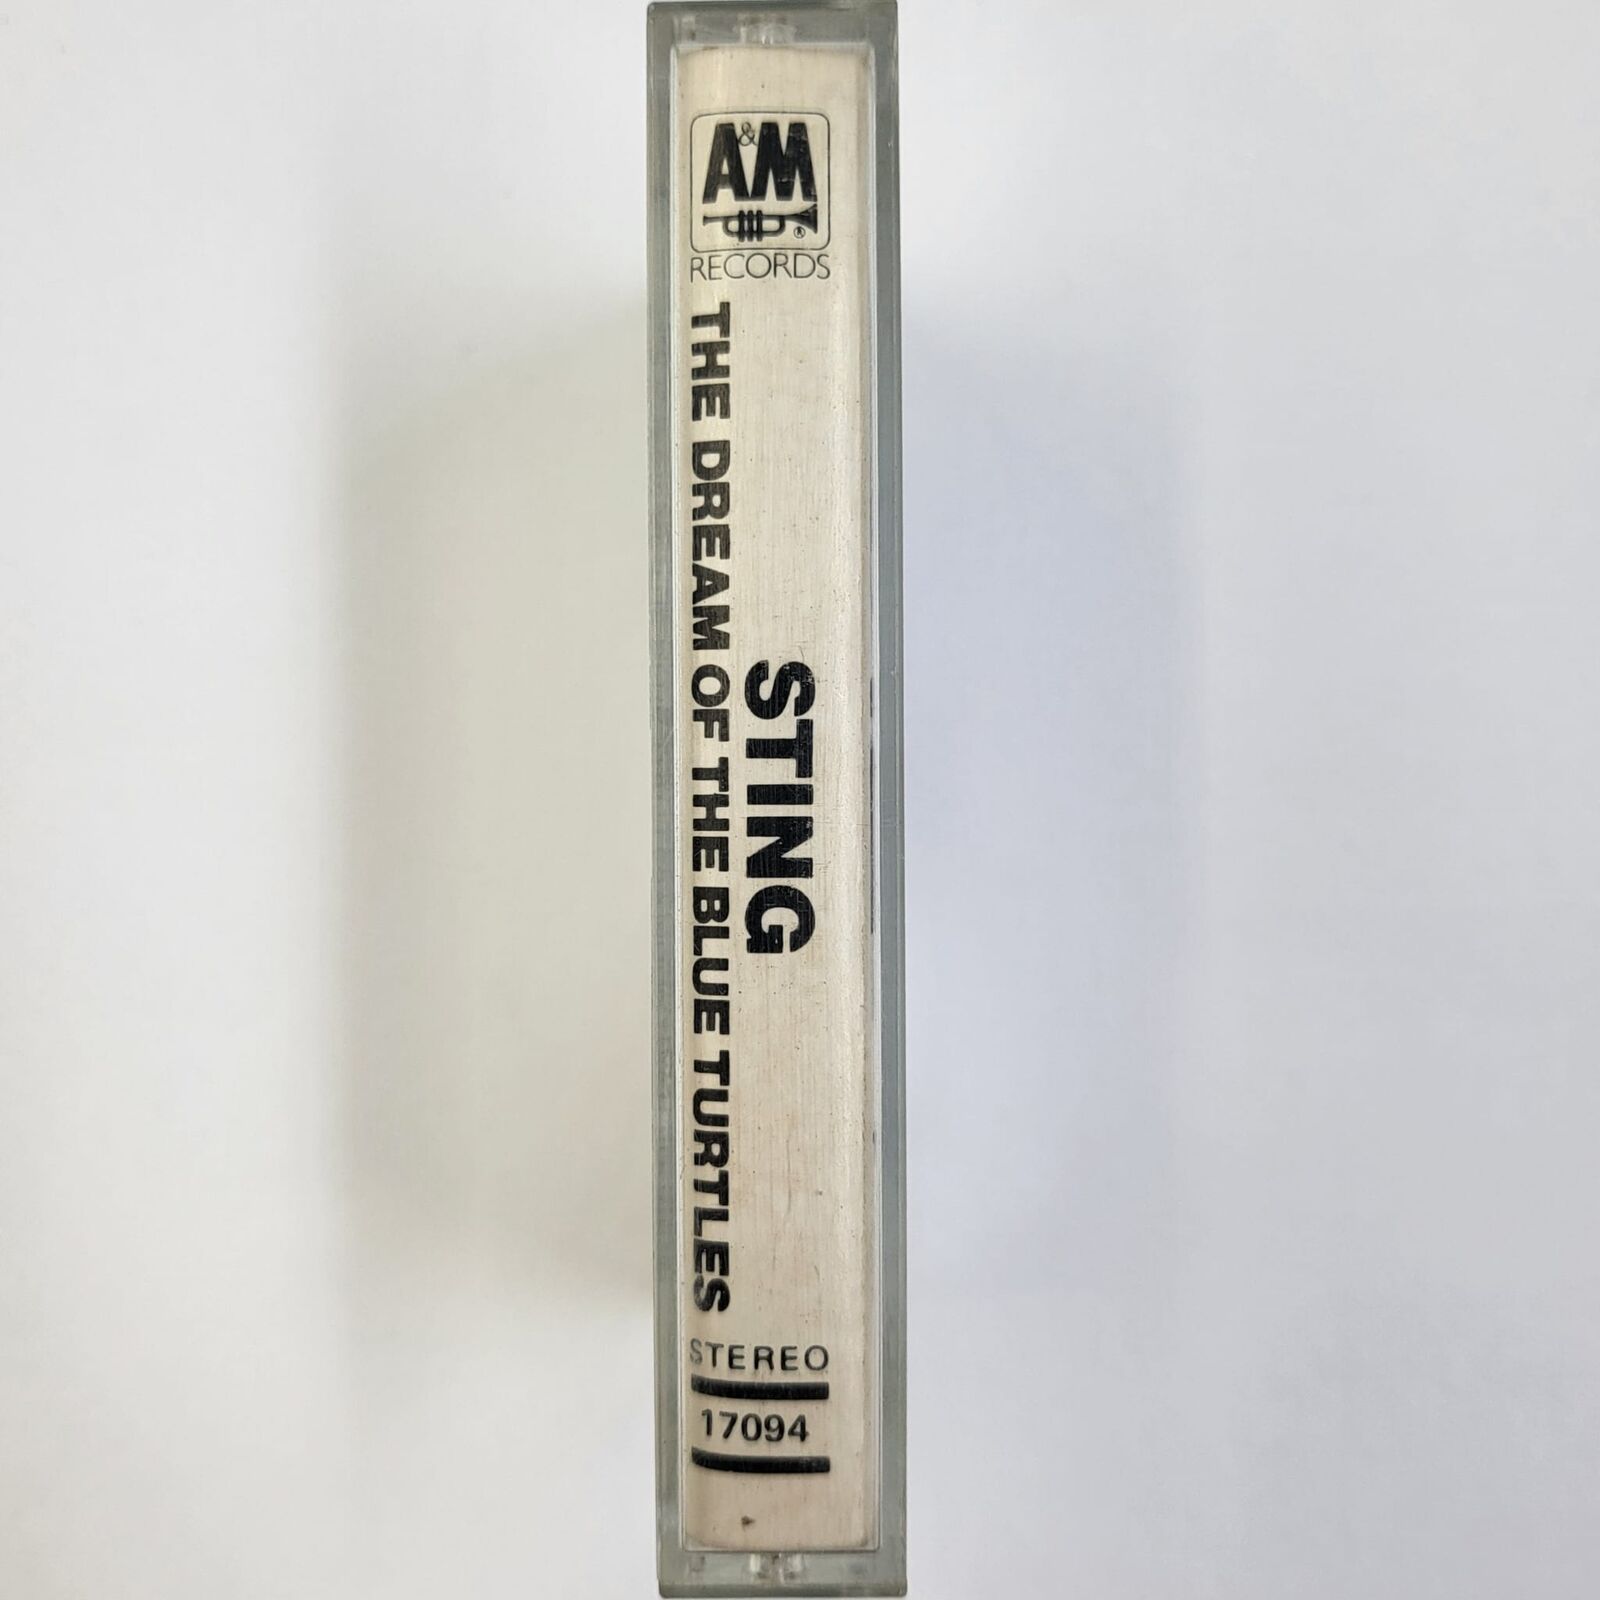 A&M
®
RECORDS
STING
THE DREAM OF THE BLUE TURTLES
STEREO
17094